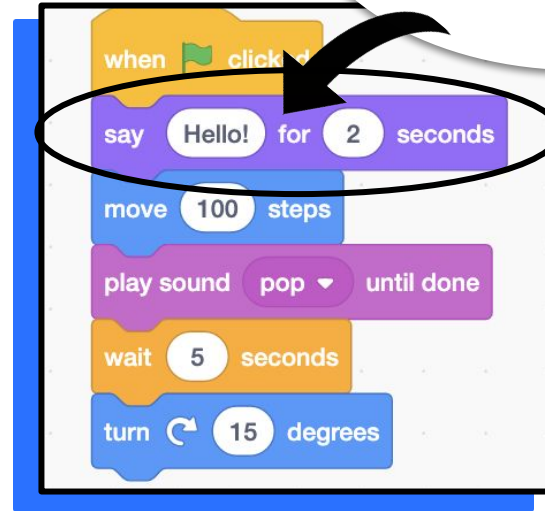 when clicked
say Hello! for 2 seconds
move 100 steps
play sound pop until done
wait 5 seconds
turn 15 degrees